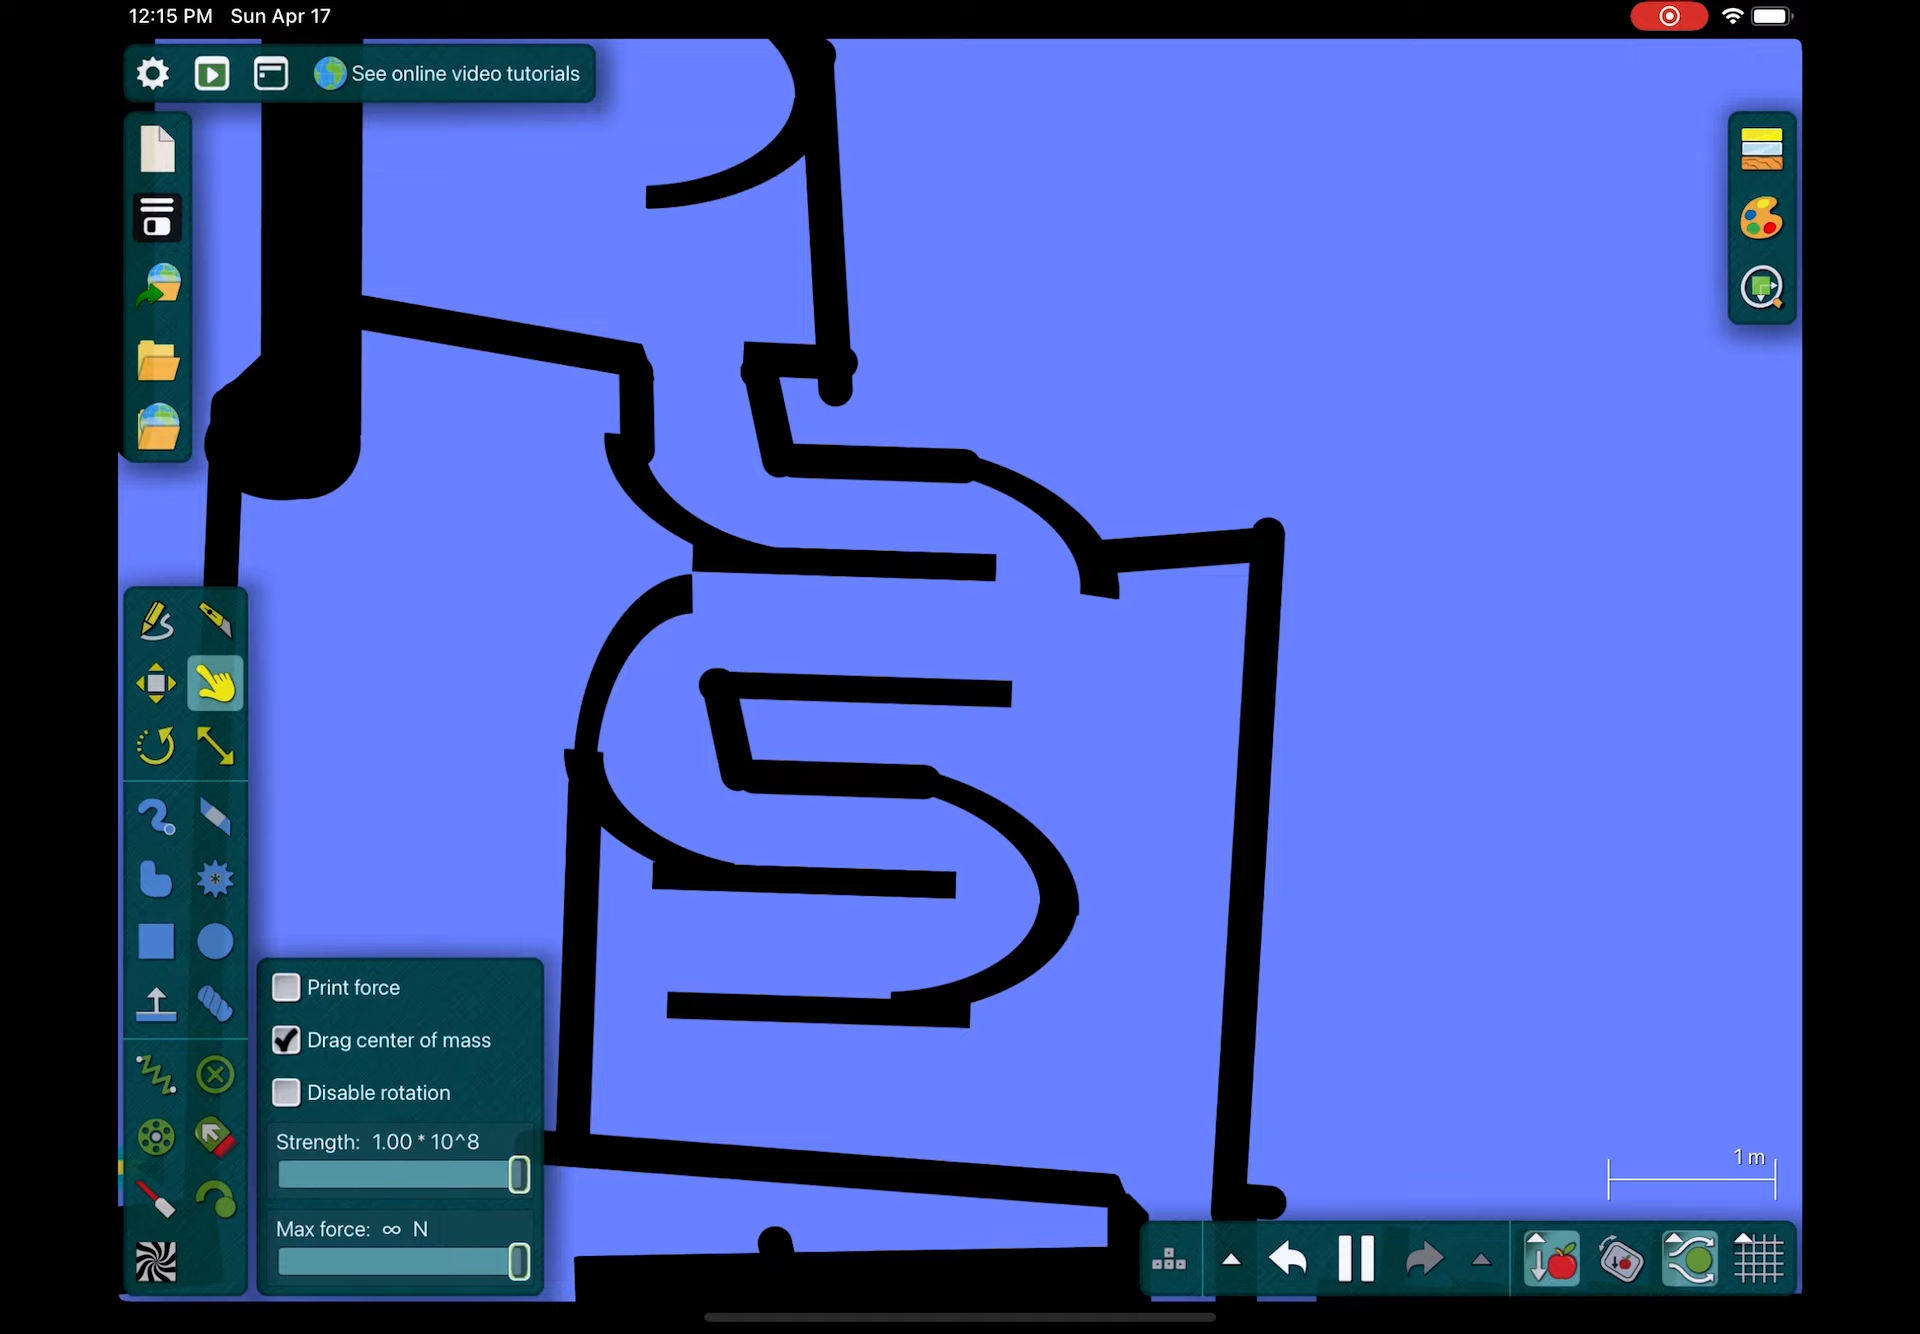 12:15 PM Sun Apr 17
See online video tutorials
Print force
Drag center of mass
Disable rotation
Strength: 1.00 * 10^8
Max force: ∞ N
1 m